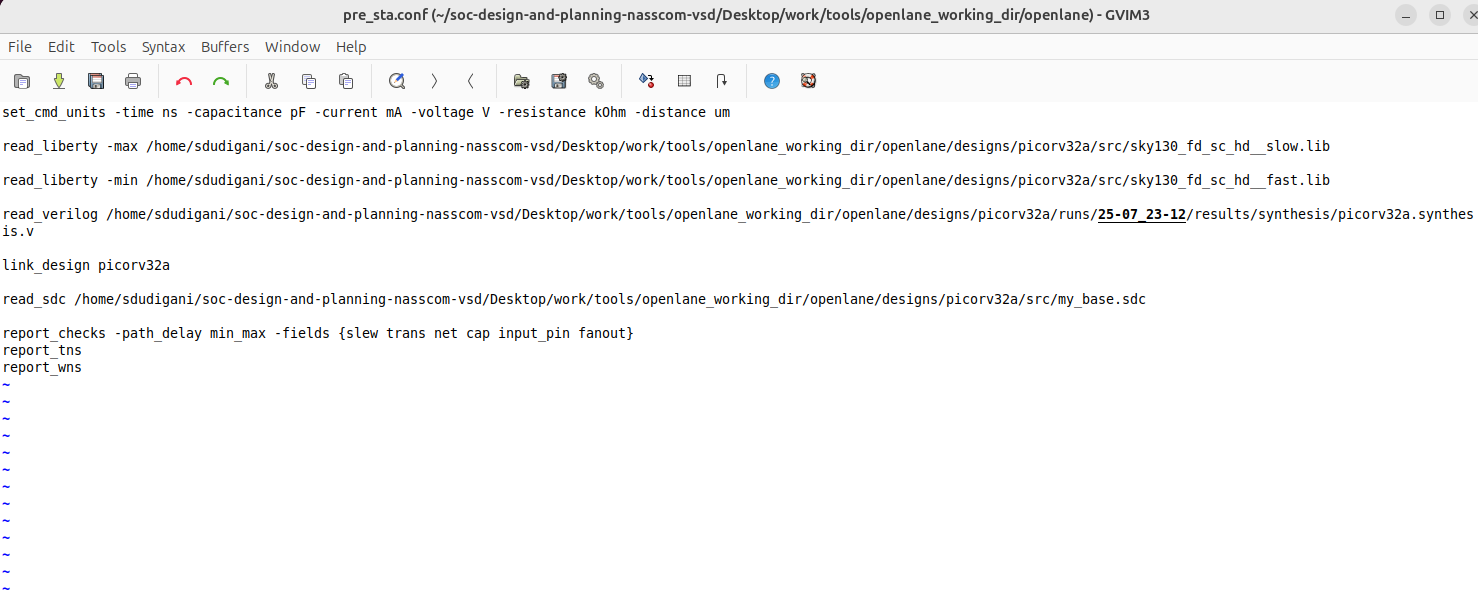 pre_sta.conf (~/soc-design-and-planning-nasscom-vsd/Desktop/work/tools/openlane_working_dir/openlane) - GVIM3
File Edit Tools Syntax Buffers Window Help
set_cmd_units -time ns -capacitance pF -current mA -voltage V -resistance kOhm -distance um
read_liberty -max /home/sdudigani/soc-design-and-planning-nasscom-vsd/Desktop/work/tools/openlane_working_dir/openlane/designs/picorv32a/src/sky130_fd_sc_hd__slow.lib
read_liberty -min /home/sdudigani/soc-design-and-planning-nasscom-vsd/Desktop/work/tools/openlane_working_dir/openlane/designs/picorv32a/src/sky130_fd_sc_hd__fast.lib
read_verilog /home/sdudigani/soc-design-and-planning-nasscom-vsd/Desktop/work/tools/openlane_working_dir/openlane/designs/picorv32a/runs/25-07_23-12/results/synthesis/picorv32a.synthes
is.v
link_design picorv32a
read_sdc /home/sdudigani/soc-design-and-planning-nasscom-vsd/Desktop/work/tools/openlane_working_dir/openlane/designs/picorv32a/src/my_base.sdc
report_checks -path_delay min_max -fields {slew trans net cap input_pin fanout}
report_tns
report_wns
~
~
~
~
~
~
~
~
~
~
~
~
~